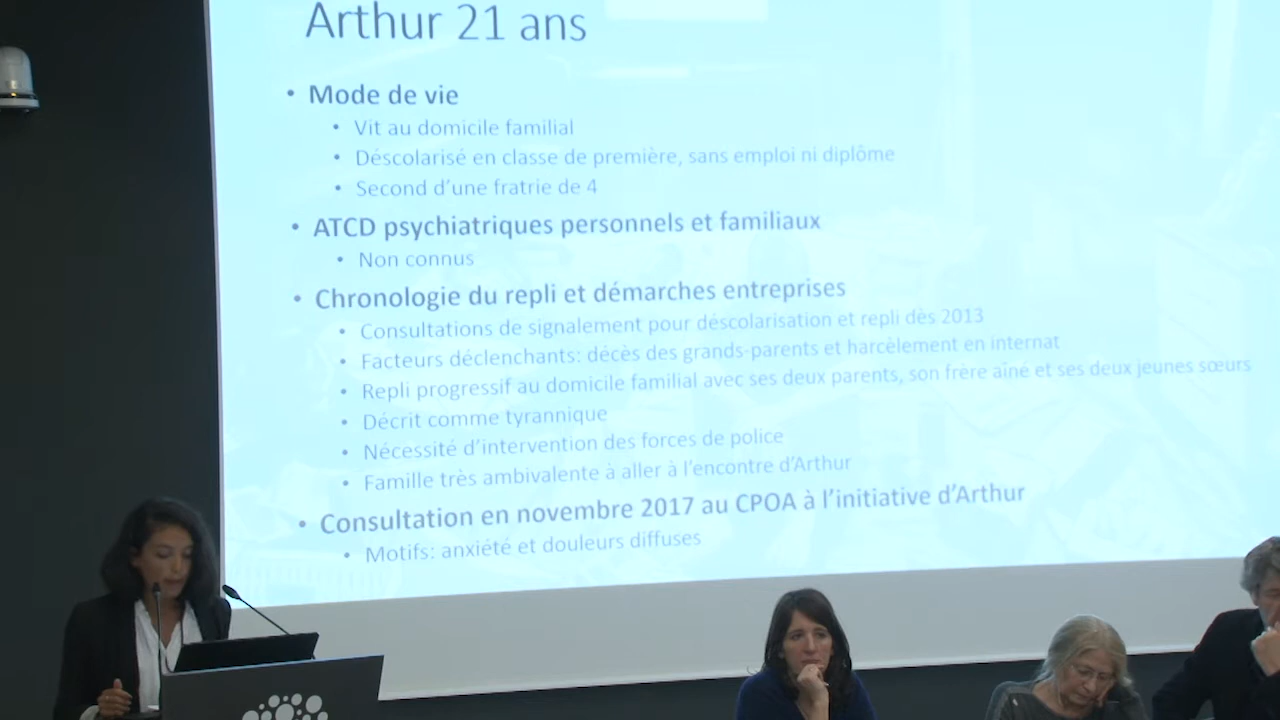 Arthur 21 ans
• Mode de vie
• Vit au domicile familial
• Déscolarisé en classe de première, sans emploi ni diplôme
• Second d'une fratrie de 4
• ATCD psychiatriques personnels et familiaux
• Non connus
• Chronologie du repli et démarches entreprises
• Consultations de signalement pour déscolarisation et repli dès 2013
• Facteurs déclenchants: décès des grands-parents et harcèlement en internat
• Repli progressif au domicile familial avec ses deux parents, son frère aîné et ses deux jeunes sœurs
• Décrit comme tyrannique
• Nécessité d'intervention des forces de police
• Famille très ambivalente à aller à l'encontre d'Arthur
• Consultation en novembre 2017 au CPOA à l'initiative d'Arthur
• Motifs: anxiété et douleurs diffuses